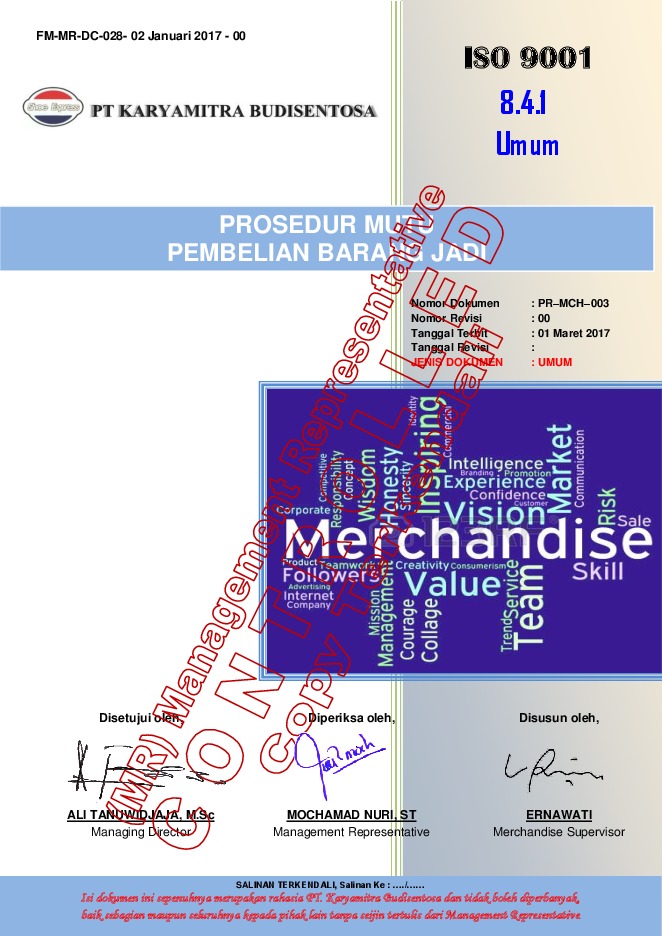 FM-MR-DC-028- 02 Januari 2017 - 00
ISO 9001
8.4.1
Umum
Shoe Express
PT KARYAMITRA BUDISENTOSA
PROSEDUR MUTU
PEMBELIAN BARANG JADI
Nomor Dokumen : PR–MCH–003
Nomor Revisi : 00
Tanggal Terbit : 01 Maret 2017
Tanggal Revisi :
JENIS DOKUMEN : UMUM
(MR) Management Representative
CONTROLLED
Copy Terkendali
Identity
Inspiring
Commercial
Competitive
Responsibility
Concept
Wisdom
Honesty
Sincerity
Intelligence
Branding
Promotion
Experience
Confidence
Customer
Market
Communication
Corporate
Vision
Risk
Sale
Merchandise
Product
Teamwork
Creativity
Consumerism
Followers
Advertising
Internet
Company
Value
Skill
Mission
Management
Courage
Collage
Trend
Service
Team
Disetujui oleh, Diperiksa oleh, Disusun oleh,
ALI TANUWIDJAJA, M.Sc MOCHAMAD NURI, ST ERNAWATI
Managing Director Management Representative Merchandise Supervisor
SALINAN TERKENDALI, Salinan Ke : …./……
Isi dokumen ini sepenuhnya merupakan rahasia PT. Karyamitra Budisentosa dan tidak boleh diperbanyak,
baik sebagian maupun seluruhnya kepada pihak lain tanpa seijin tertulis dari Management Representative